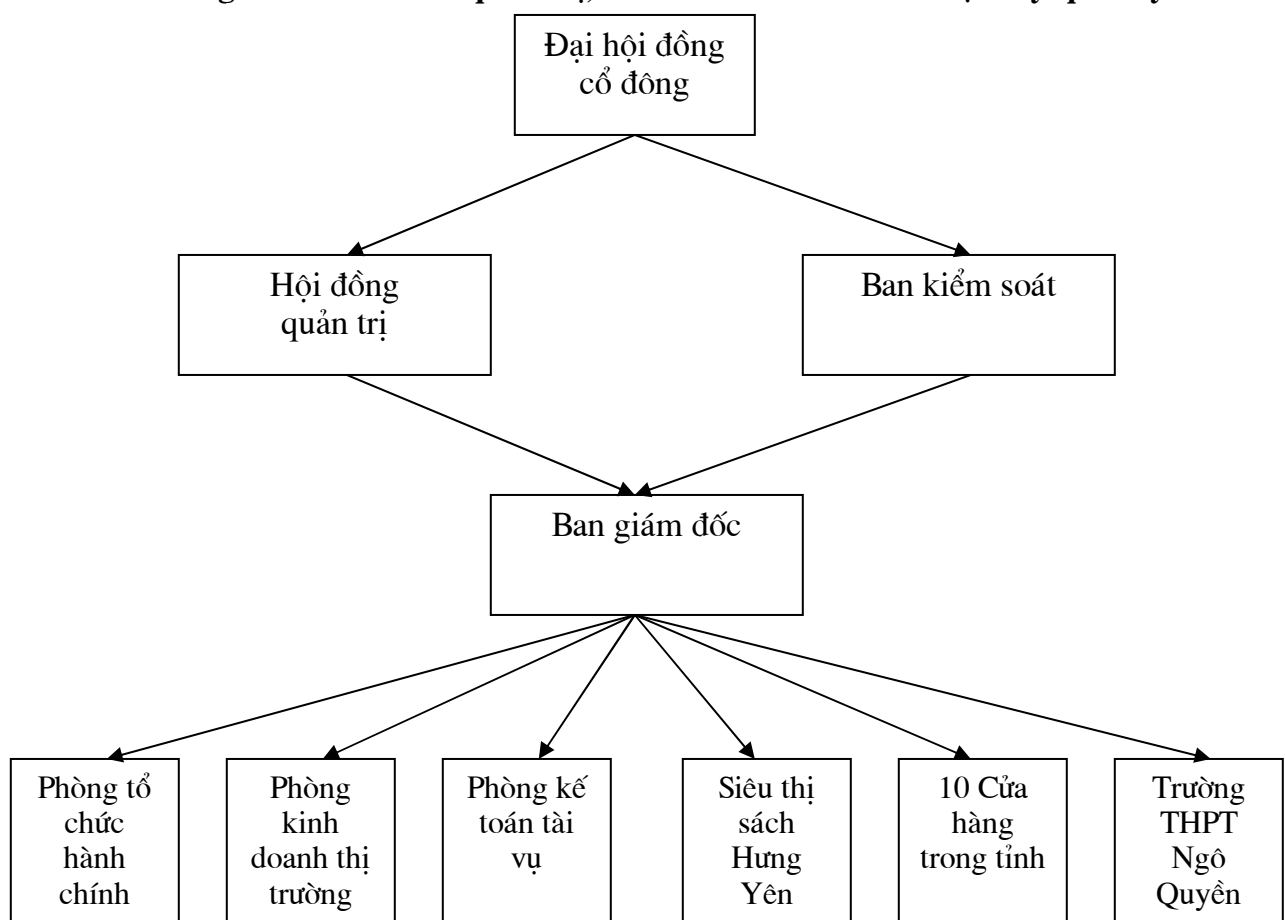 Đại hội đồng
cổ đông
Hội đồng
quản trị
Ban kiểm soát
Ban giám đốc
Phòng tổ
chức
hành
chính
Phòng
kinh
doanh thị
trường
Phòng kế
toán tài
vụ
Siêu thị
sách
Hưng
Yên
10 Cửa
hàng
trong tỉnh
Trường
THPT
Ngô
Quyền